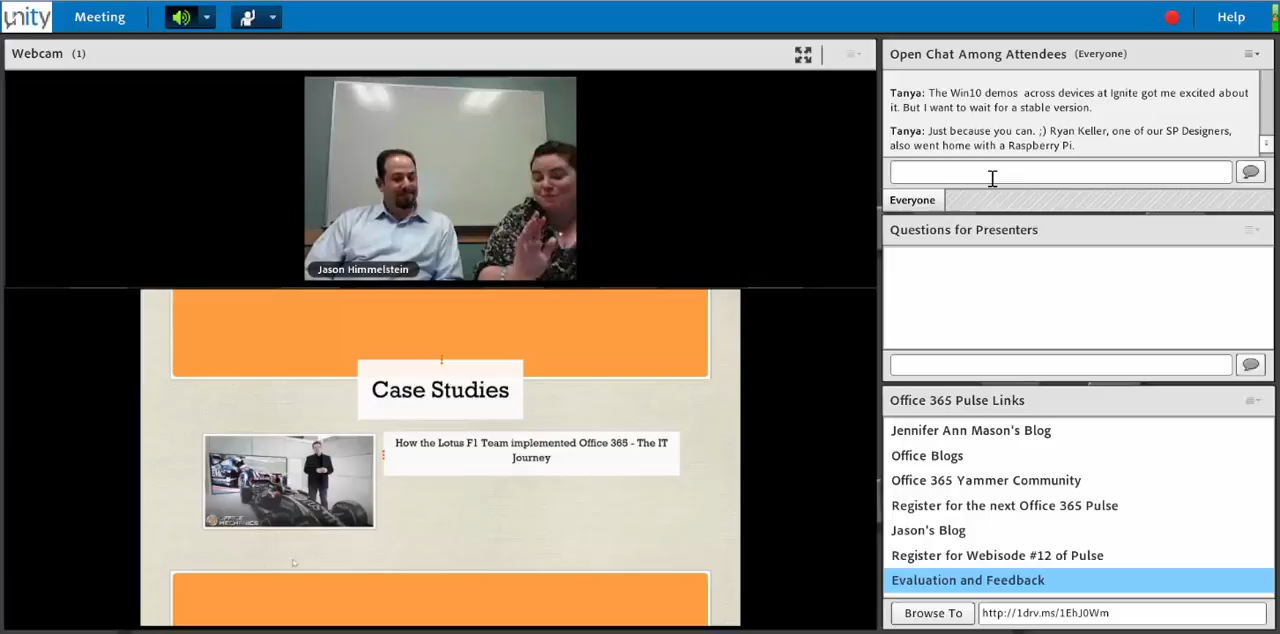 unity
Meeting
Help
Webcam (1)
Jason Himmelstein
Case Studies
How the Lotus F1 Team implemented Office 365 - The IT
Journey
Open Chat Among Attendees (Everyone)
Tanya: The Win10 demos across devices at Ignite got me excited about
it. But I want to wait for a stable version.
Tanya: Just because you can. ;) Ryan Keller, one of our SP Designers,
also went home with a Raspberry Pi.
Everyone
Questions for Presenters
Office 365 Pulse Links
Jennifer Ann Mason's Blog
Office Blogs
Office 365 Yammer Community
Register for the next Office 365 Pulse
Jason's Blog
Register for Webisode #12 of Pulse
Evaluation and Feedback
Browse To
http://1drv.ms/1EhJ0Wm